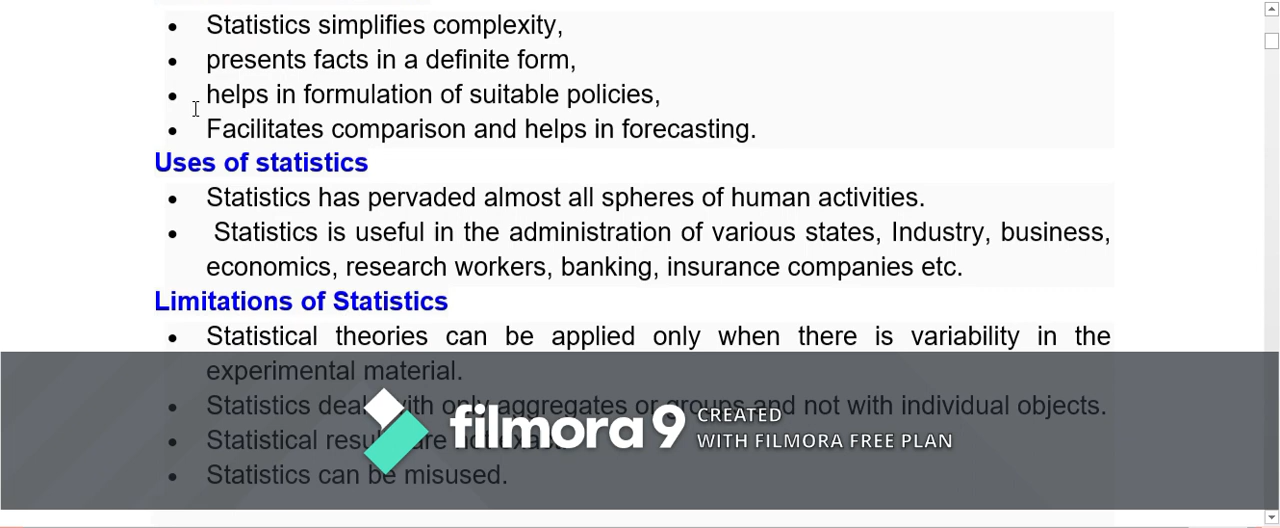 • Statistics simplifies complexity,
• presents facts in a definite form,
• helps in formulation of suitable policies,
• Facilitates comparison and helps in forecasting.
Uses of statistics
• Statistics has pervaded almost all spheres of human activities.
• Statistics is useful in the administration of various states, Industry, business,
economics, research workers, banking, insurance companies etc.
Limitations of Statistics
• Statistical theories can be applied only when there is variability in the
experimental material.
• Statistics deal with only aggregates or groups and not with individual objects.
• Statistical results are not exact.
• Statistics can be misused.
filmora9
CREATED
WITH FILMORA FREE PLAN